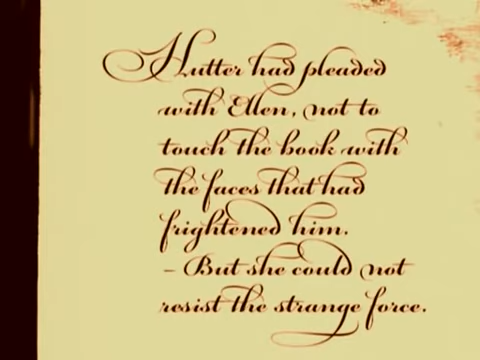 Hutter had pleaded
with Ellen, not to
touch the book with
the faces that had
frightened him.
- But she could not
resist the strange force.